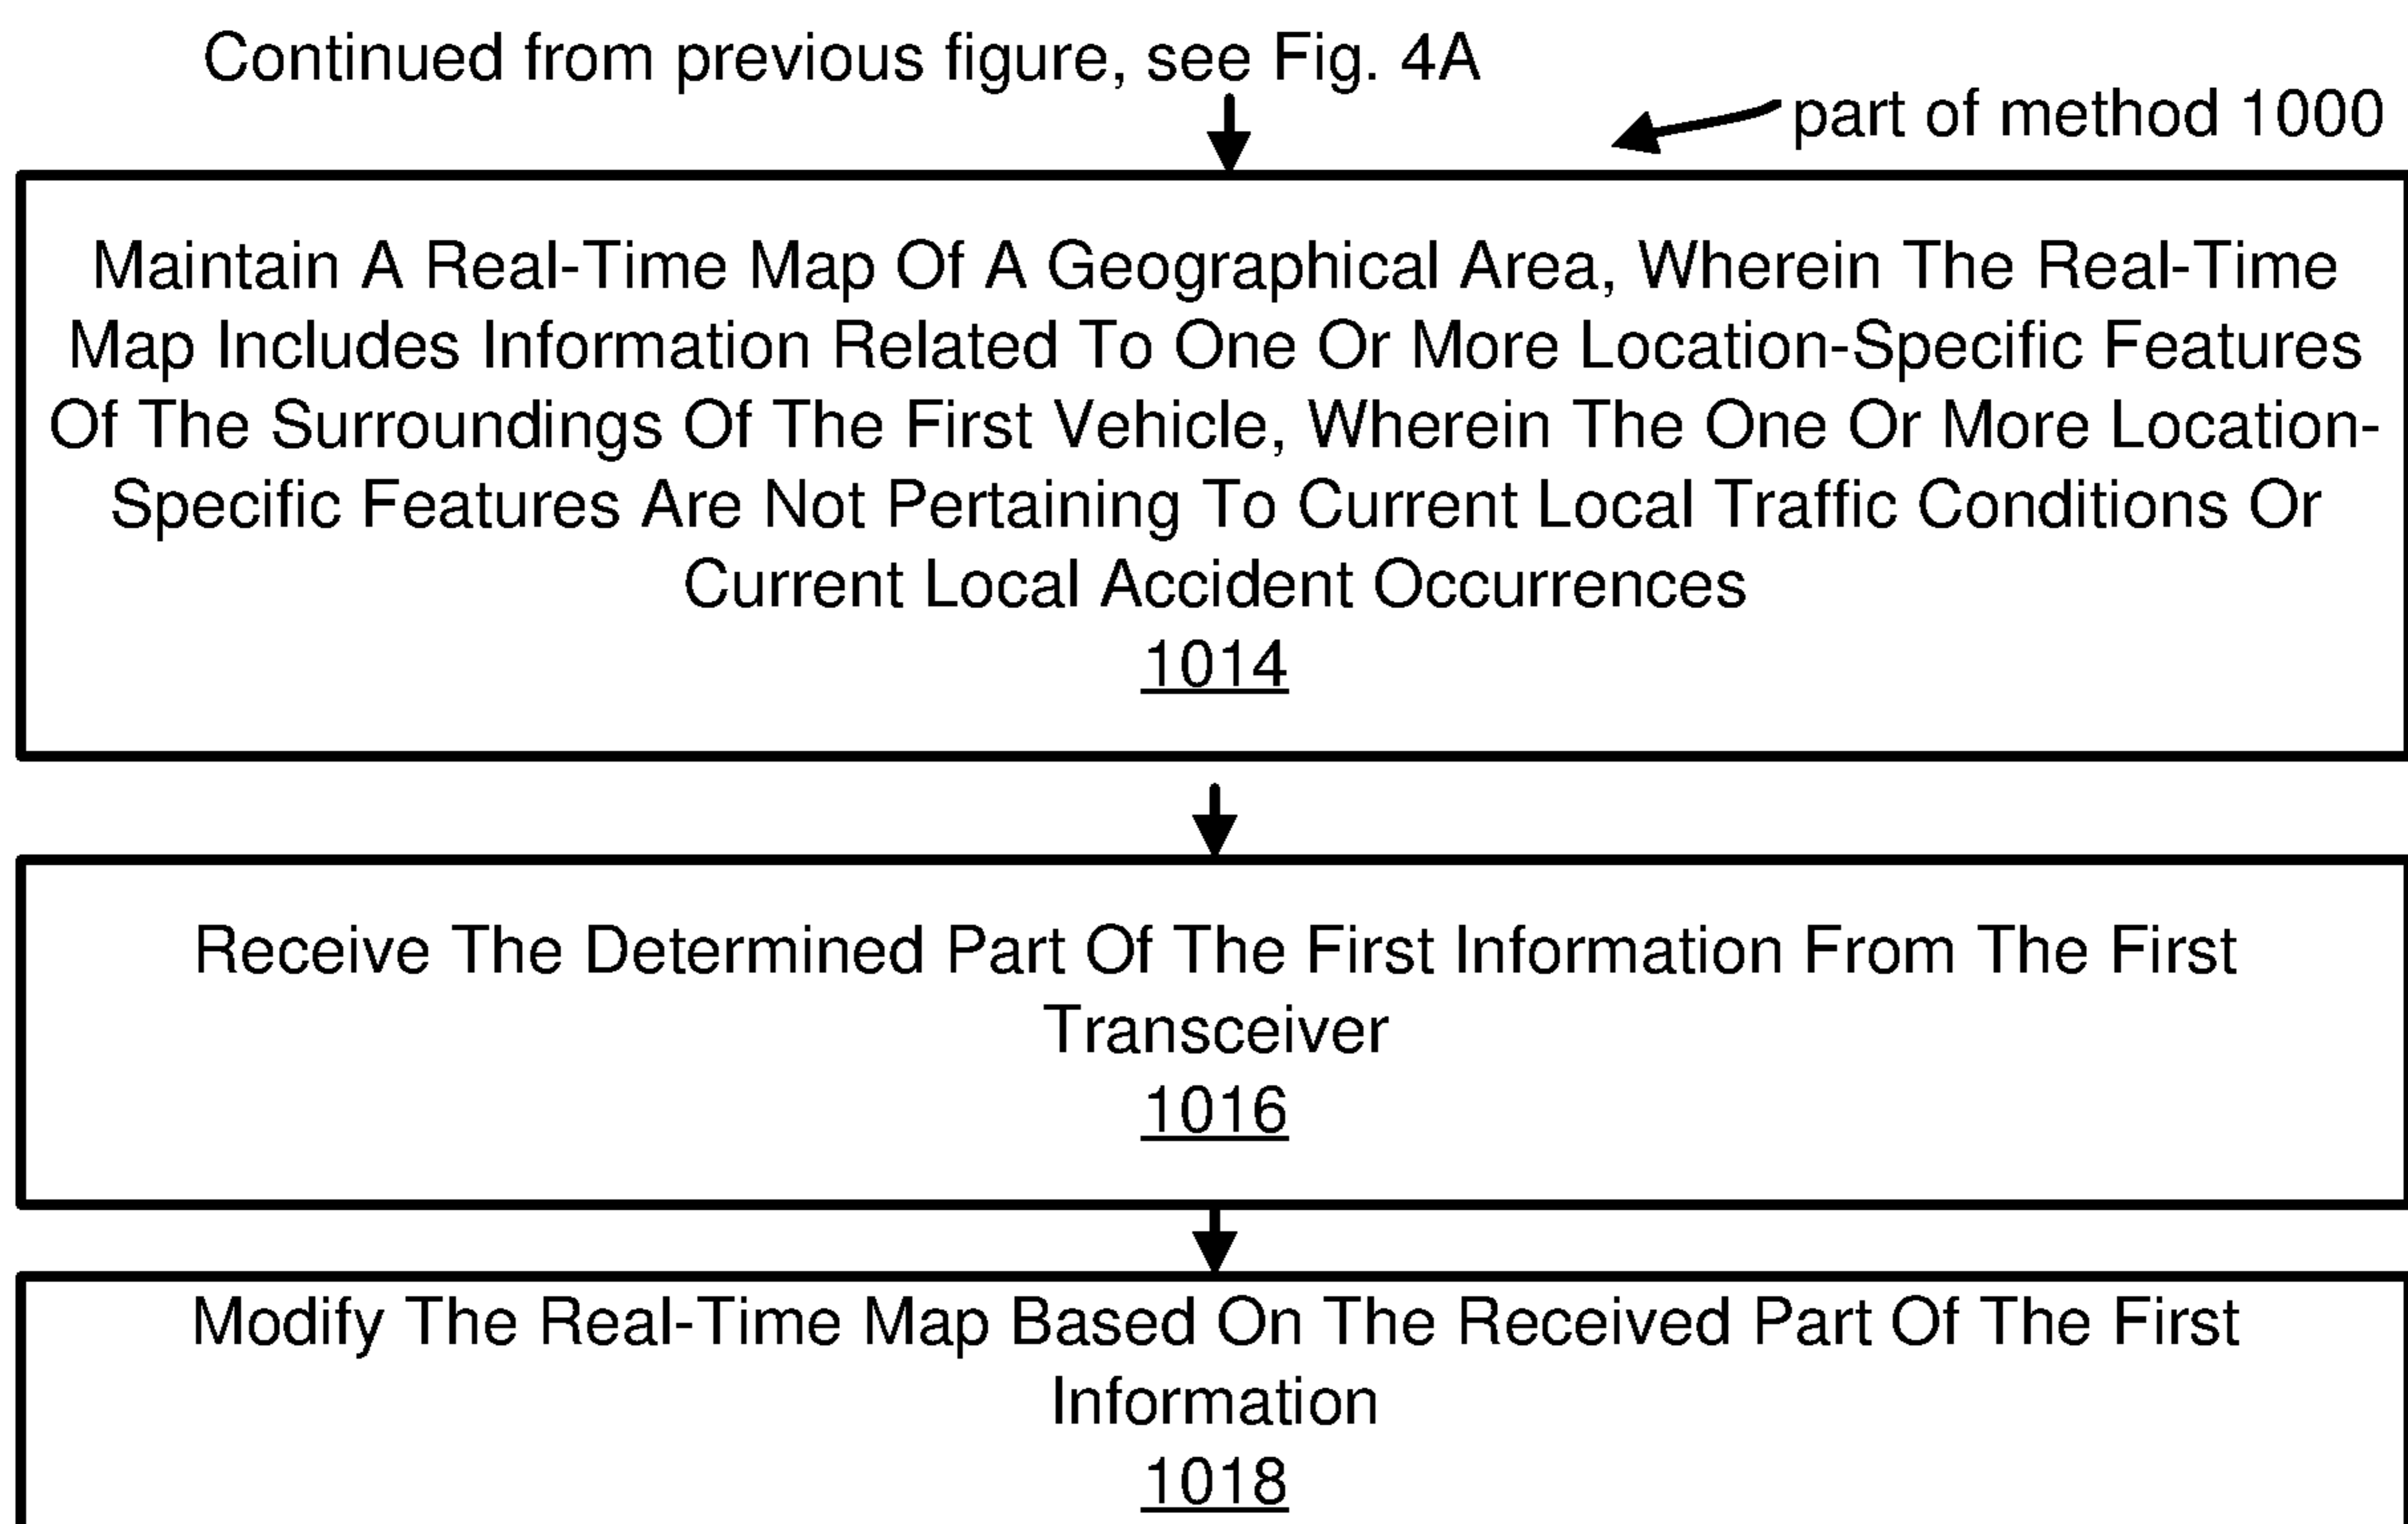 Continued from previous figure, see Fig. 4A
part of method 1000
Maintain A Real-Time Map Of A Geographical Area, Wherein The Real-Time
Map Includes Information Related To One Or More Location-Specific Features
Of The Surroundings Of The First Vehicle, Wherein The One Or More Location-
Specific Features Are Not Pertaining To Current Local Traffic Conditions Or
Current Local Accident Occurrences
1014
Receive The Determined Part Of The First Information From The First
Transceiver
1016
Modify The Real-Time Map Based On The Received Part Of The First
Information
1018